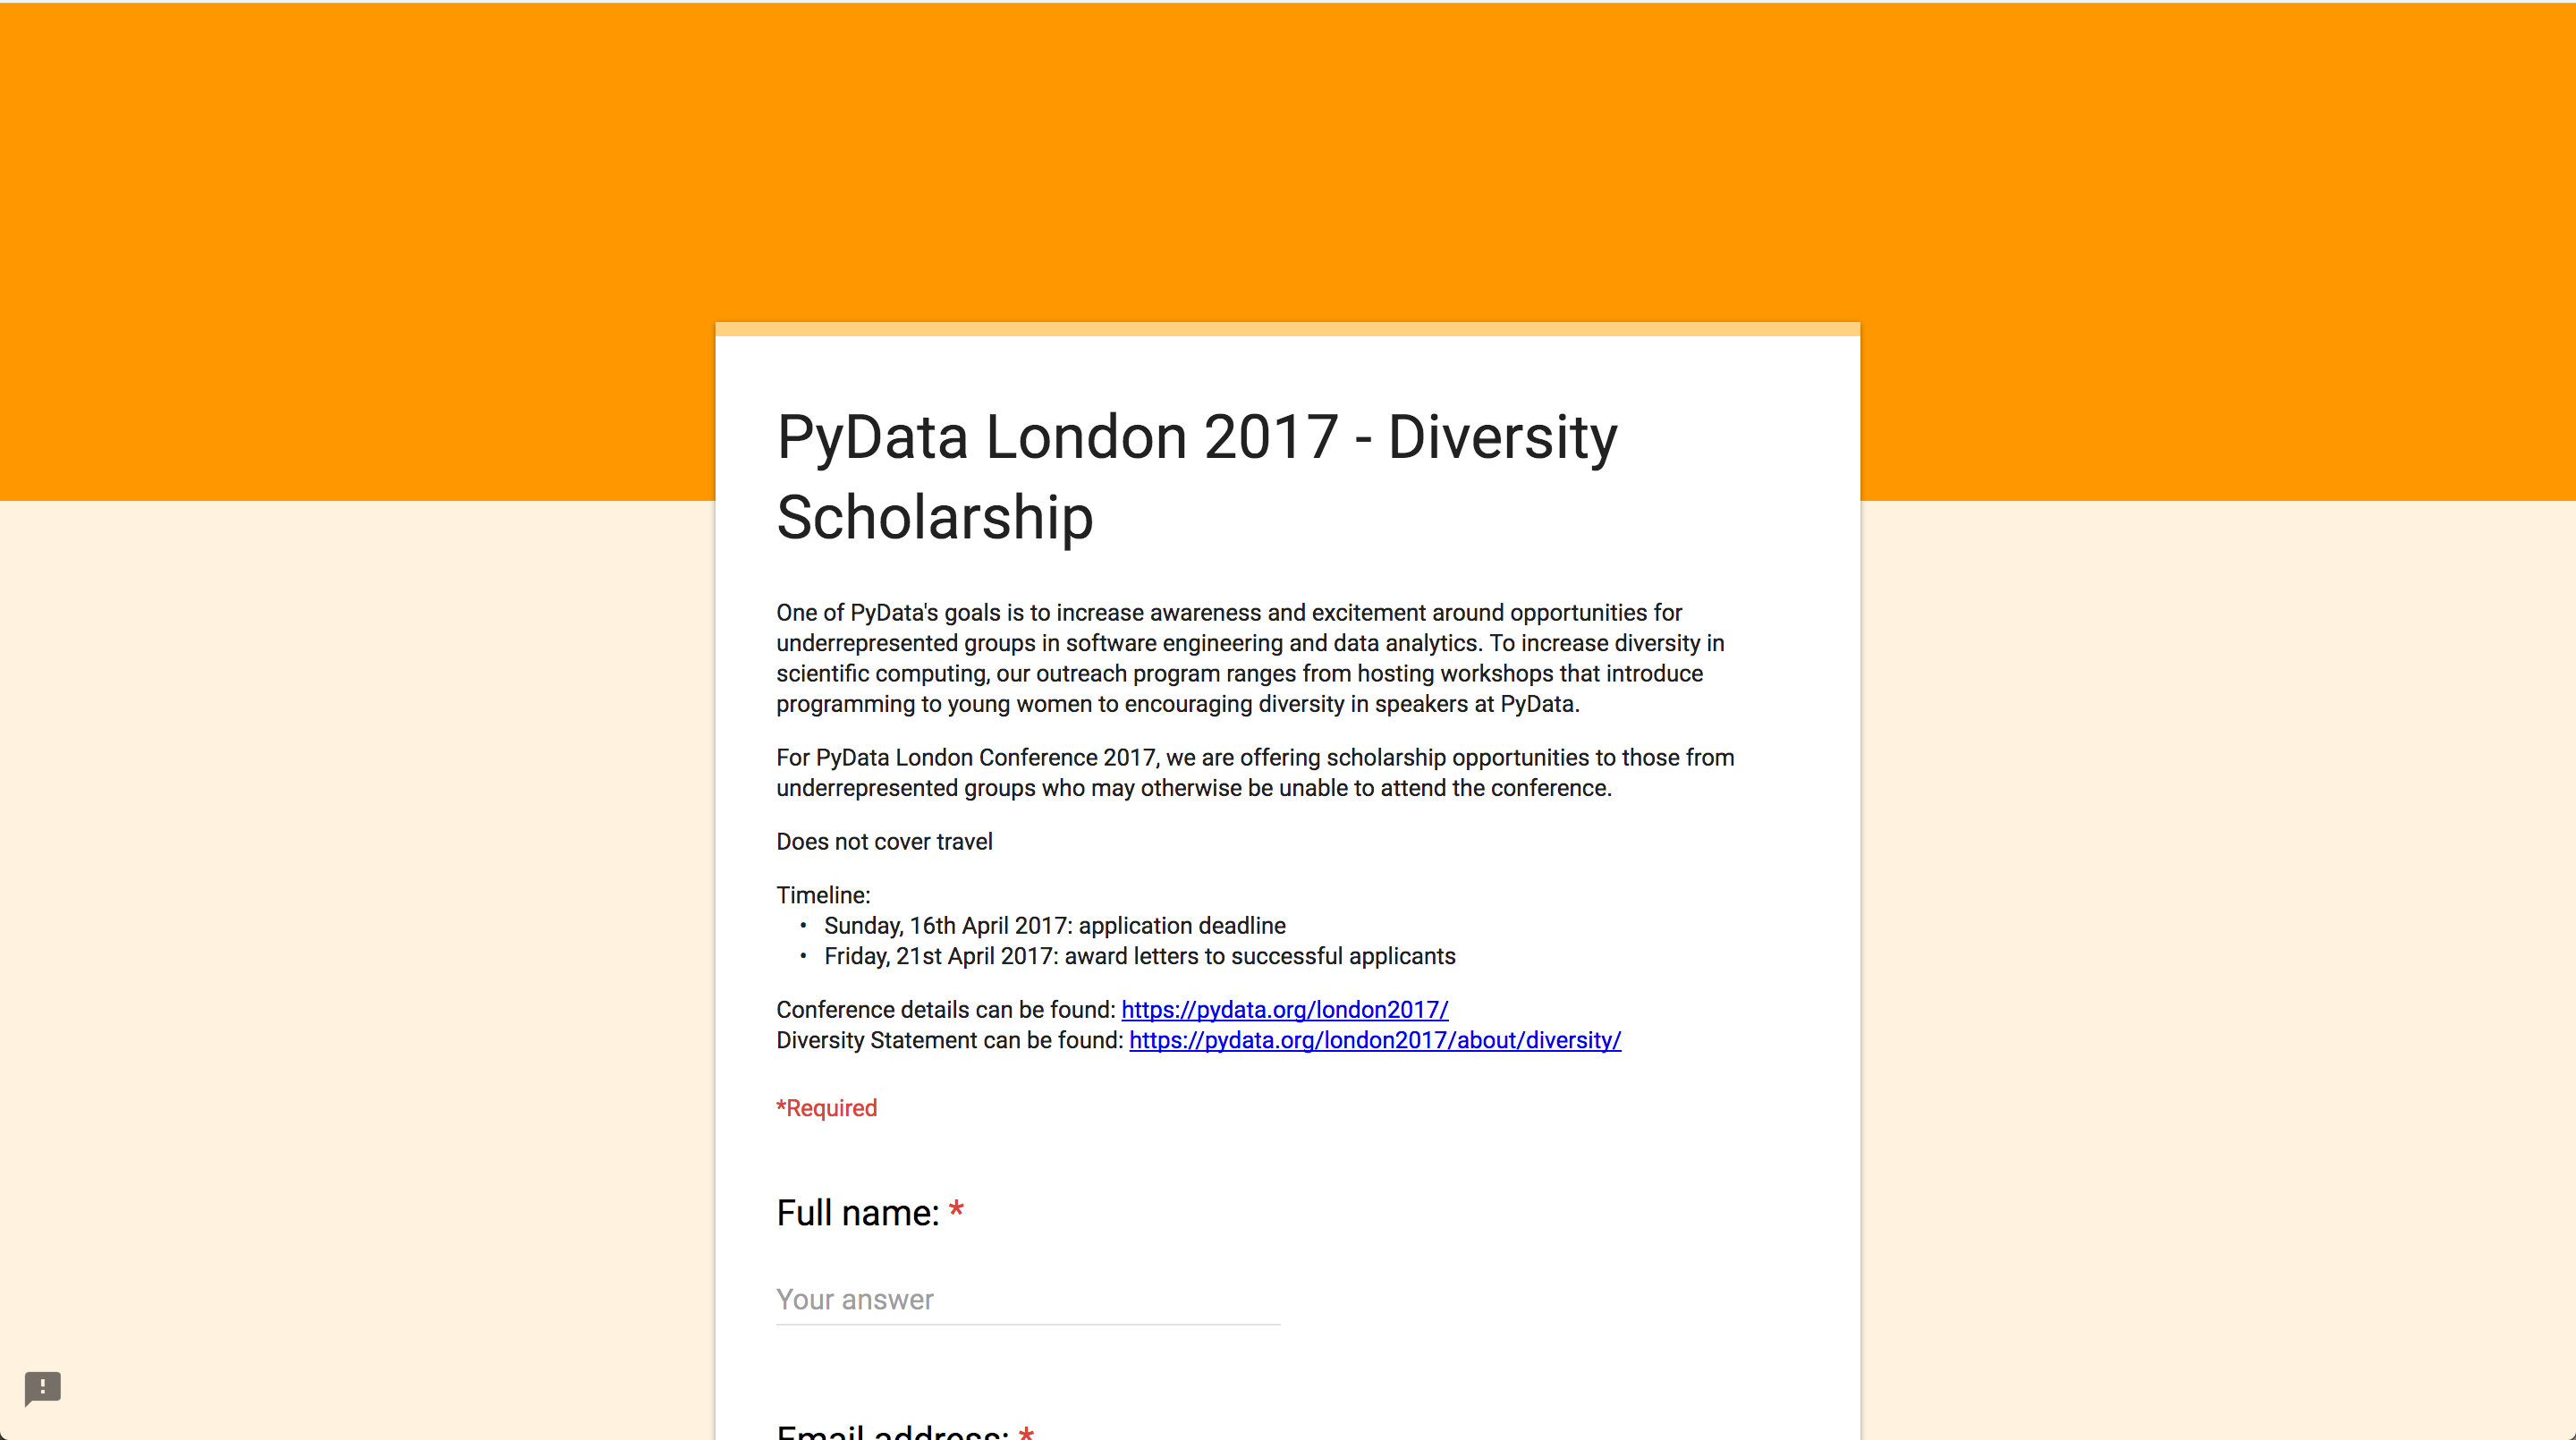 PyData London 2017 - Diversity
Scholarship
One of PyData's goals is to increase awareness and excitement around opportunities for
underrepresented groups in software engineering and data analytics. To increase diversity in
scientific computing, our outreach program ranges from hosting workshops that introduce
programming to young women to encouraging diversity in speakers at PyData.
For PyData London Conference 2017, we are offering scholarship opportunities to those from
underrepresented groups who may otherwise be unable to attend the conference.
Does not cover travel
Timeline:
• Sunday, 16th April 2017: application deadline
• Friday, 21st April 2017: award letters to successful applicants
Conference details can be found: https://pydata.org/london2017/
Diversity Statement can be found: https://pydata.org/london2017/about/diversity/
*Required
Full name: *
Your answer
Email address: *